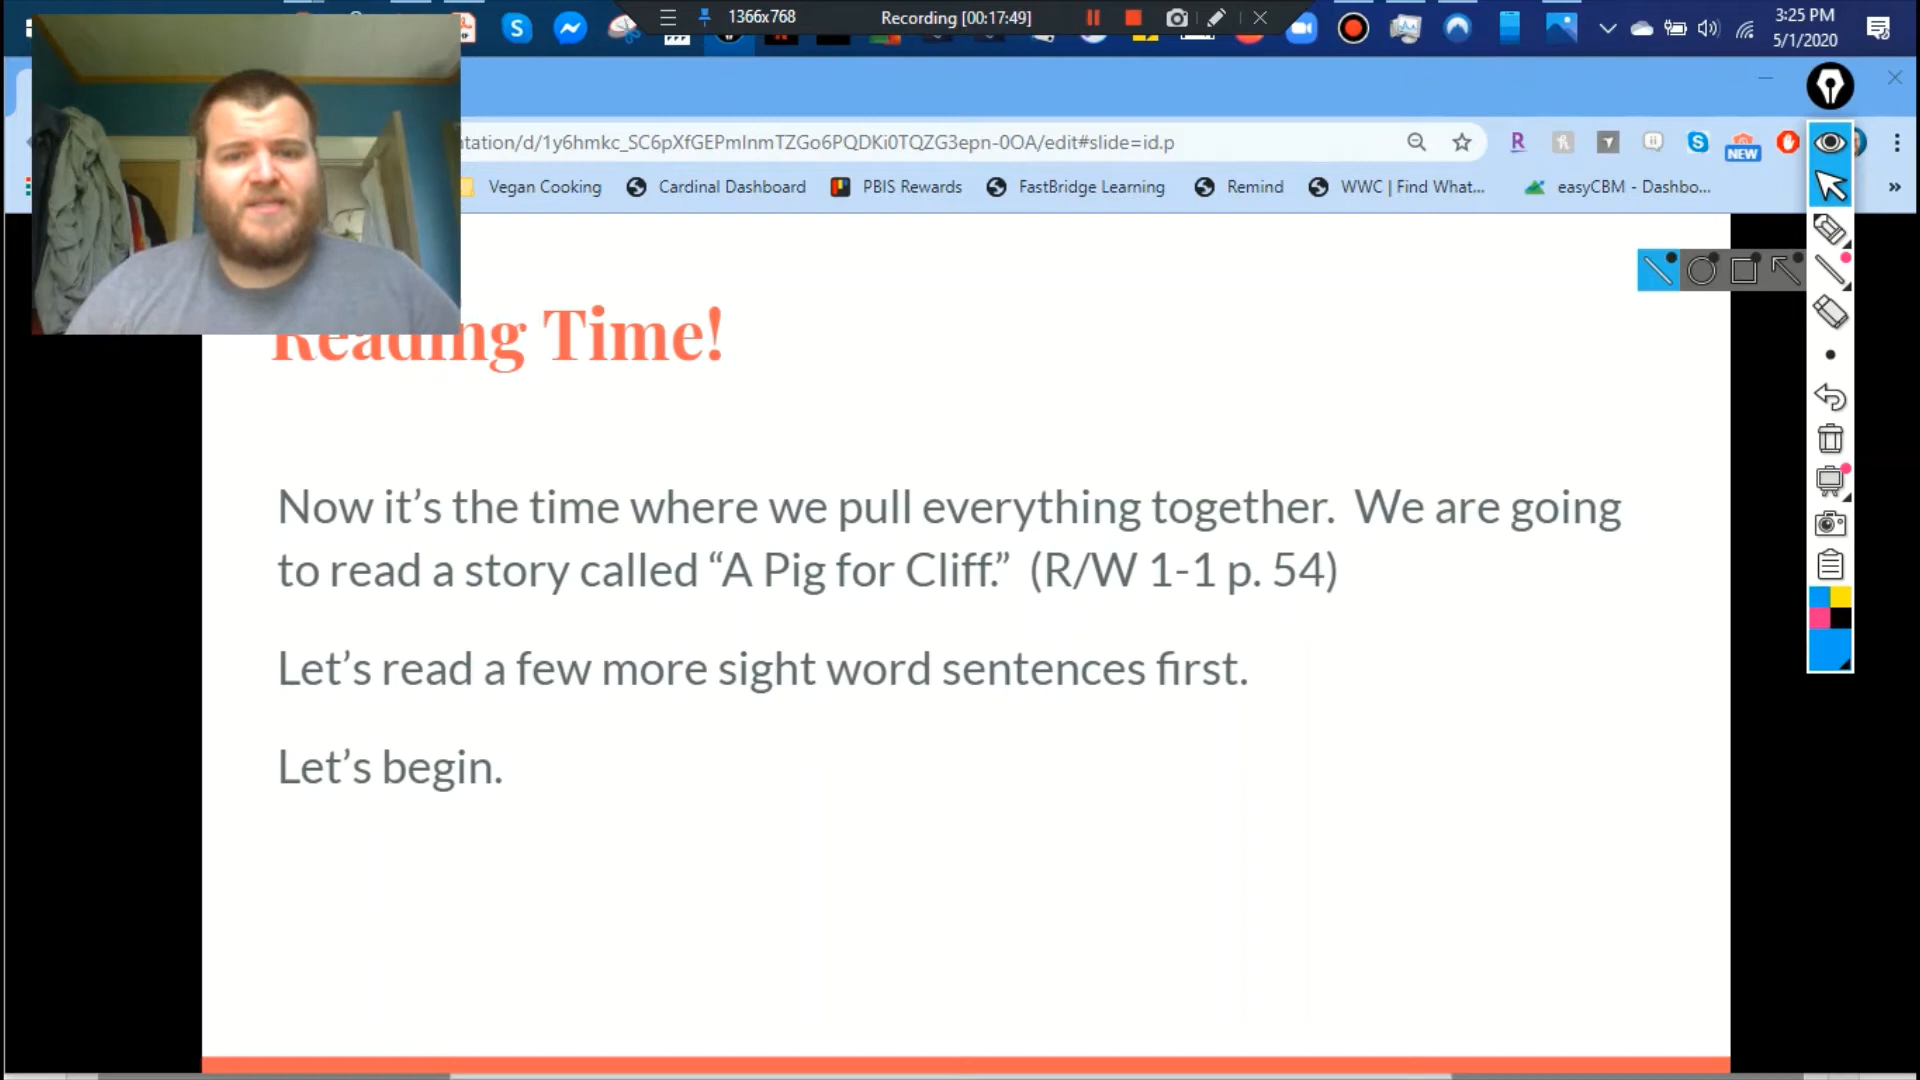 1366x768 Recording [00:17:49] 3:25 PM
5/1/2020
ntation/d/1y6hmkc_SC6pXfGEPmlnmTZGo6PQDKi0TQZG3epn-0OA/edit#slide=id.p
NEW
Vegan Cooking Cardinal Dashboard PBIS Rewards FastBridge Learning Remind WWC | Find What... easyCBM - Dashbo... »
Reading Time!
Now it’s the time where we pull everything together. We are going
to read a story called “A Pig for Cliff.” (R/W 1-1 p. 54)
Let’s read a few more sight word sentences first.
Let’s begin.